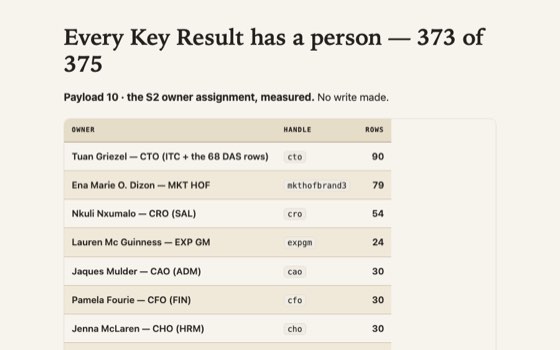 Every Key Result has a person — 373 of
375
Payload 10 · the S2 owner assignment, measured. No write made.
OWNER HANDLE ROWS
Tuan Griezel — CTO (ITC + the 68 DAS rows) cto 90
Ena Marie O. Dizon — MKT HOF mkthofbrand3 79
Nkuli Nxumalo — CRO (SAL) cro 54
Lauren Mc Guinness — EXP GM expgm 24
Jaques Mulder — CAO (ADM) cao 30
Pamela Fourie — CFO (FIN) cfo 30
Jenna McLaren — CHO (HRM) cho 30